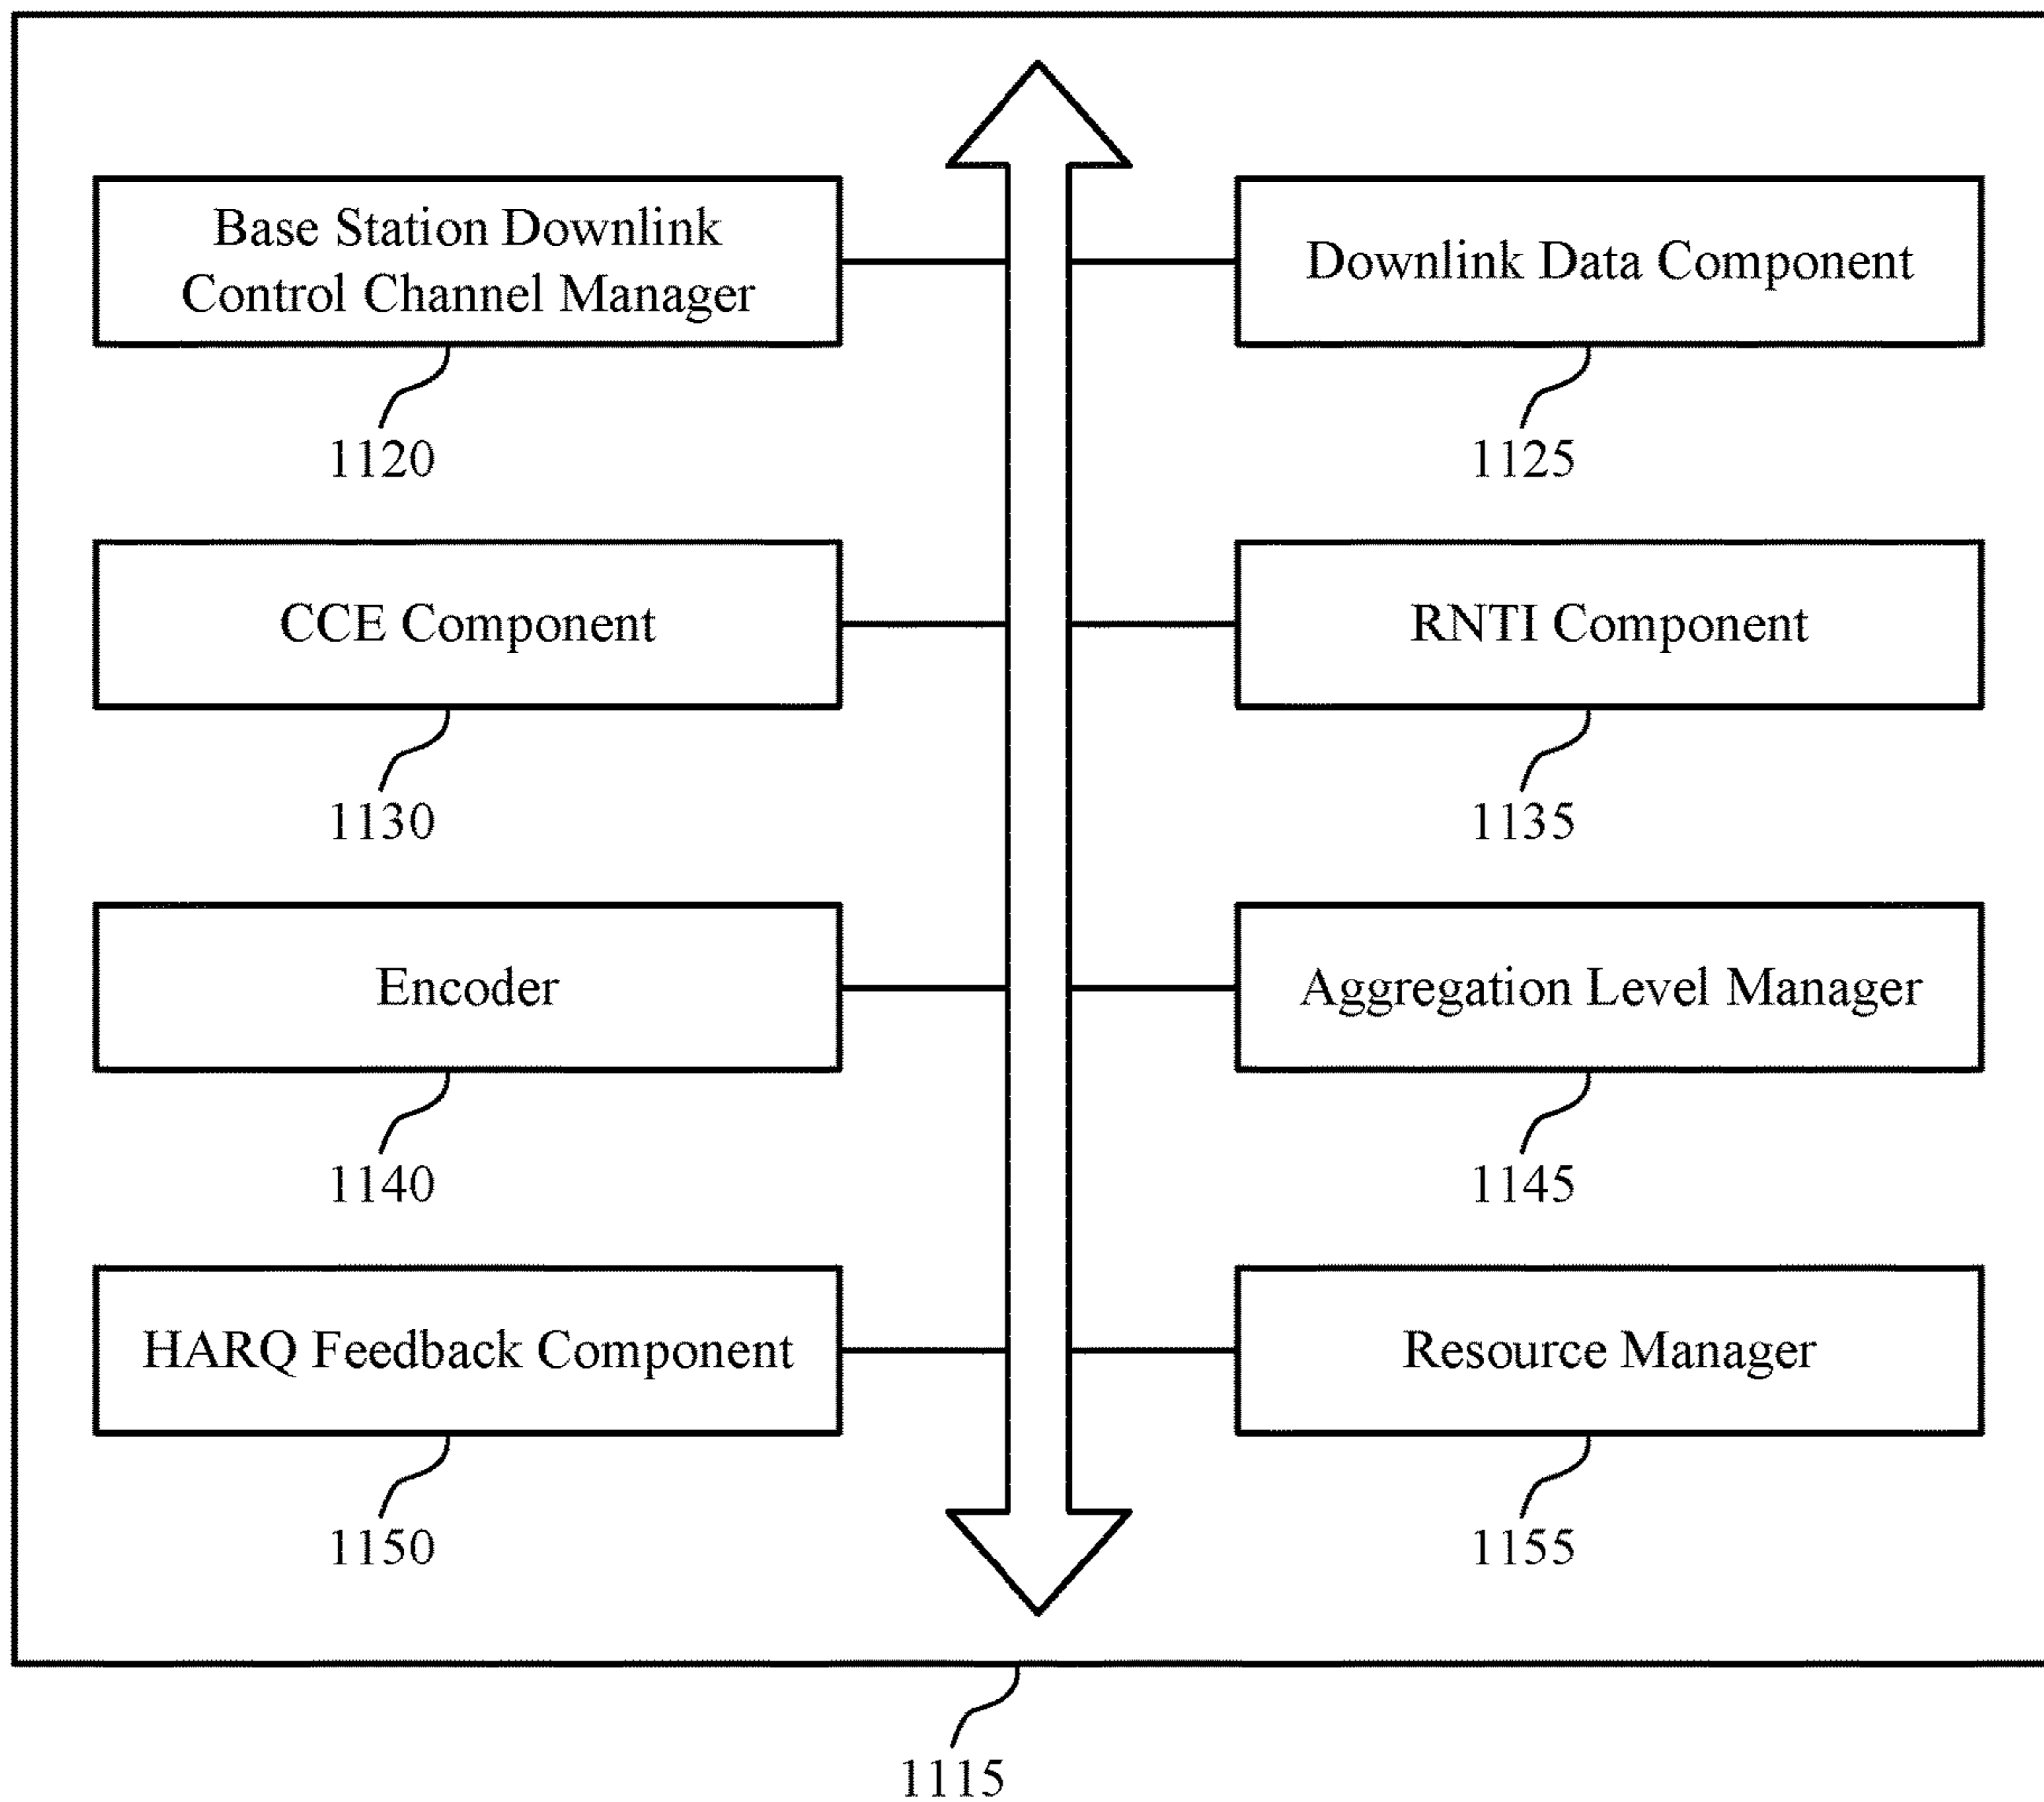 Base Station Downlink
Control Channel Manager
1120
Downlink Data Component
1125
CCE Component
1130
RNTI Component
1135
Encoder
1140
Aggregation Level Manager
1145
HARQ Feedback Component
1150
Resource Manager
1155
1115